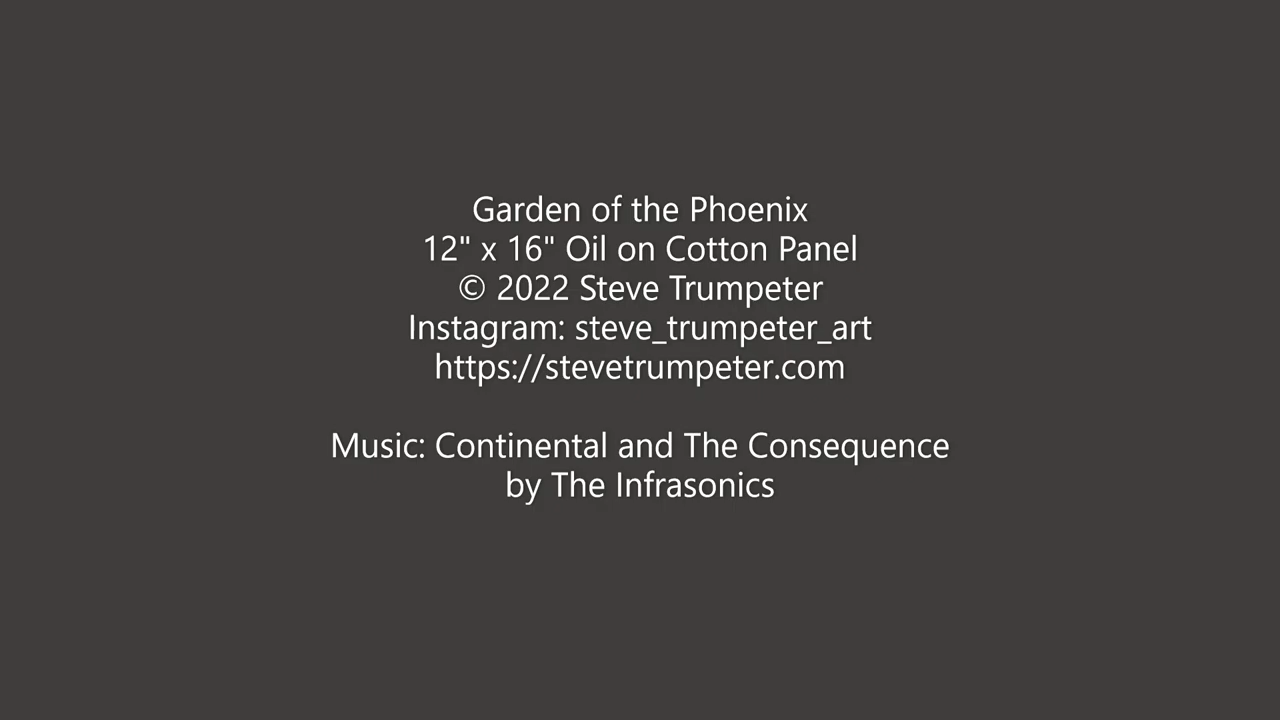 Garden of the Phoenix
12" x 16" Oil on Cotton Panel
© 2022 Steve Trumpeter
Instagram: steve_trumpeter_art
https://stevetrumpeter.com
Music: Continental and The Consequence
by The Infrasonics